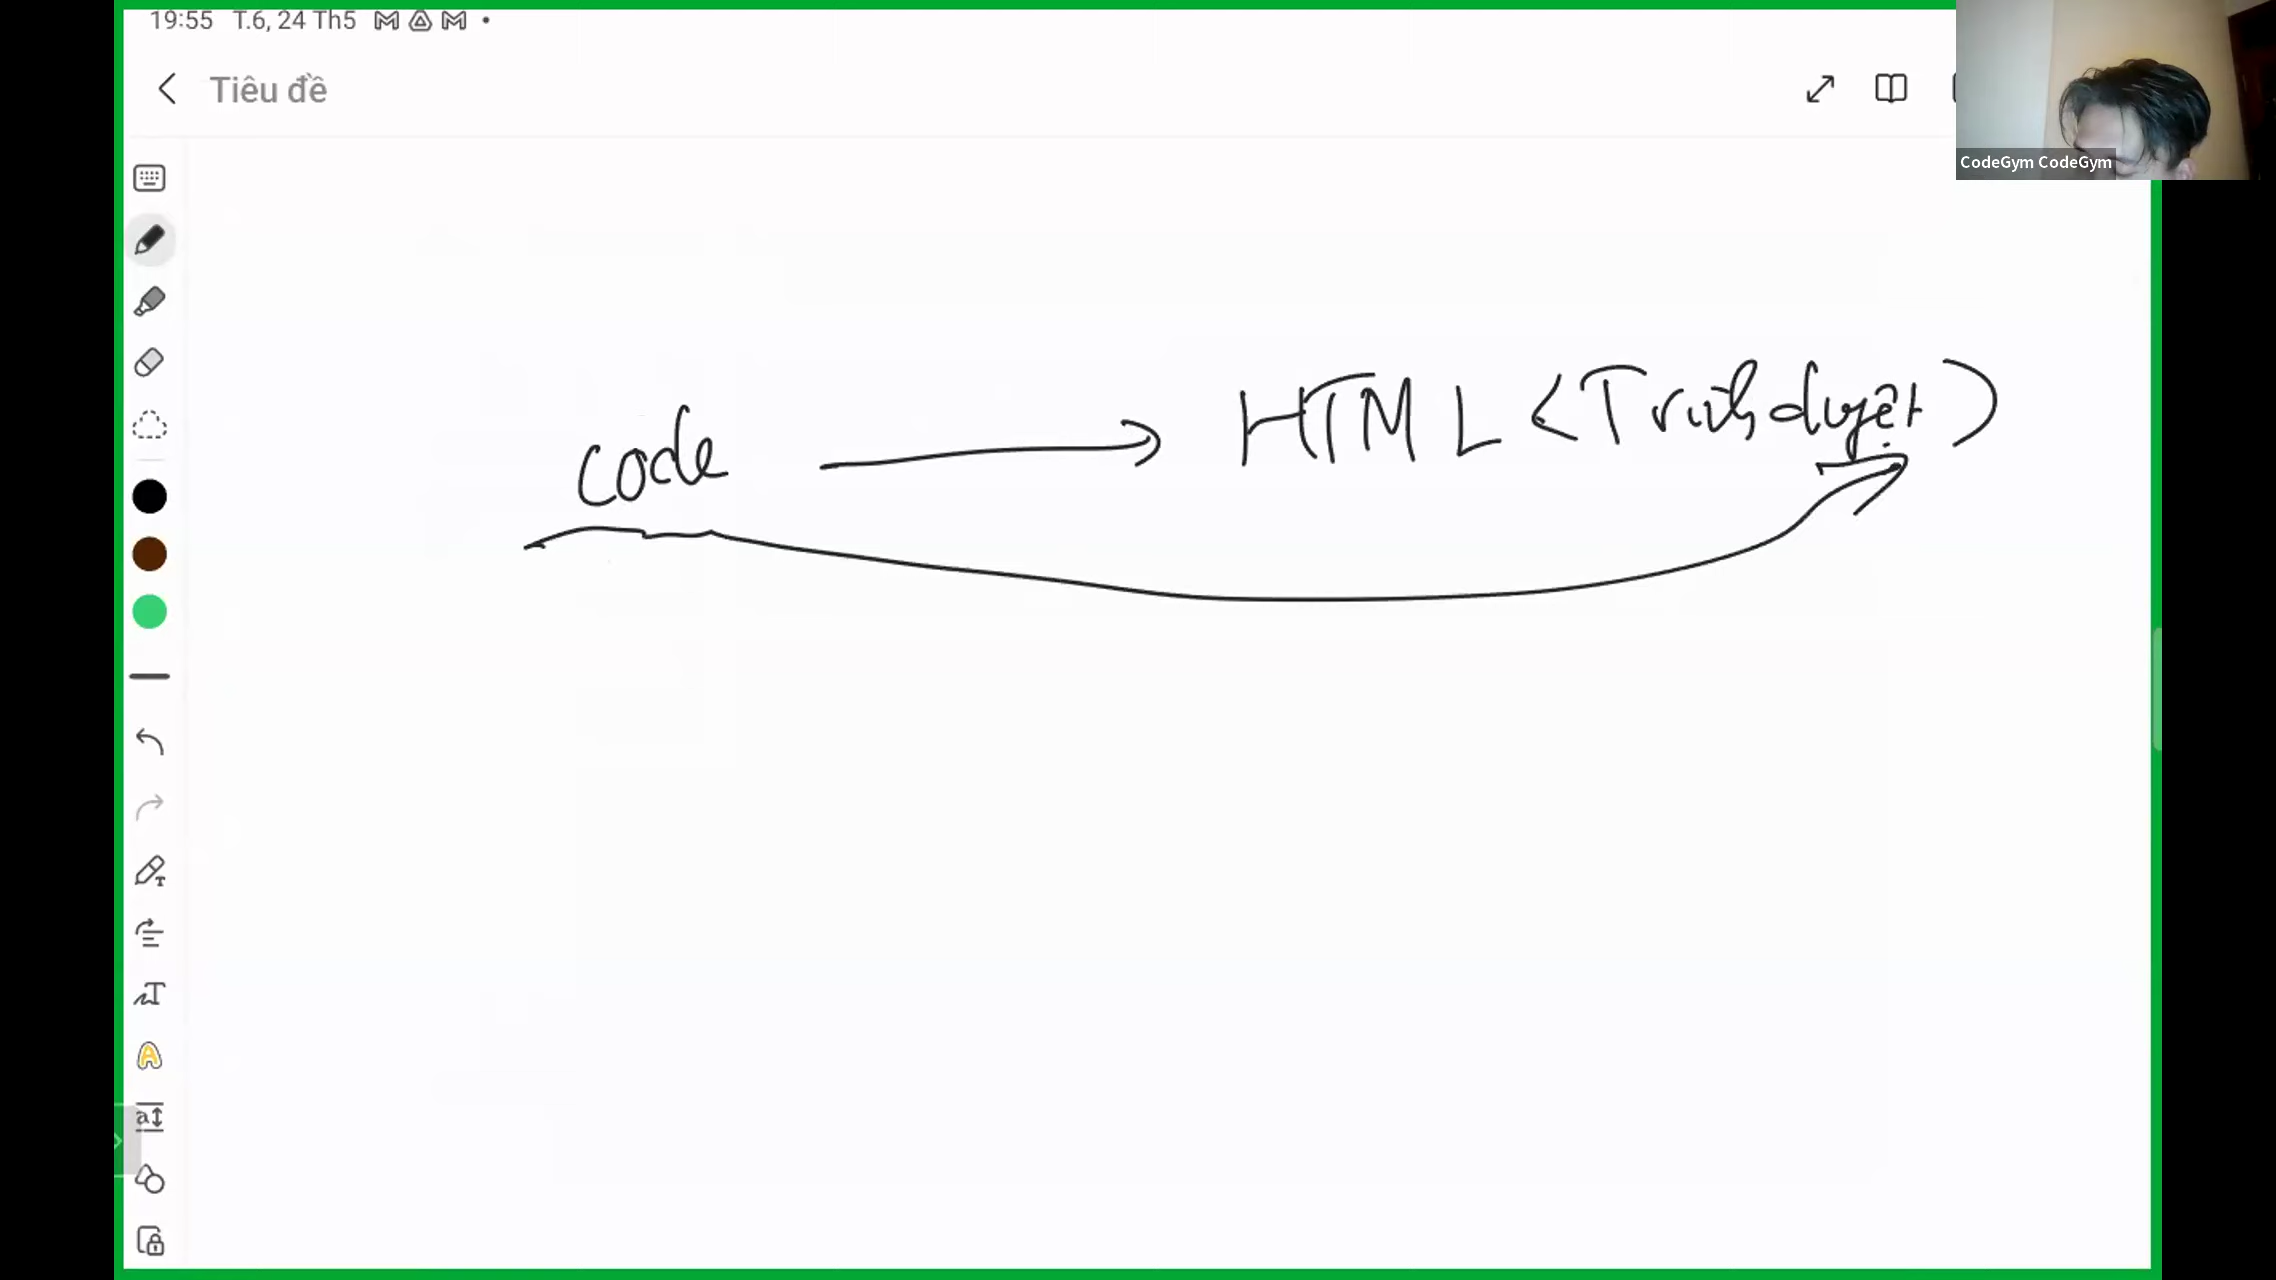 19:55 T.6, 24 Th5
Tiêu đề
CodeGym CodeGym
code → HTML (Trình duyệt)